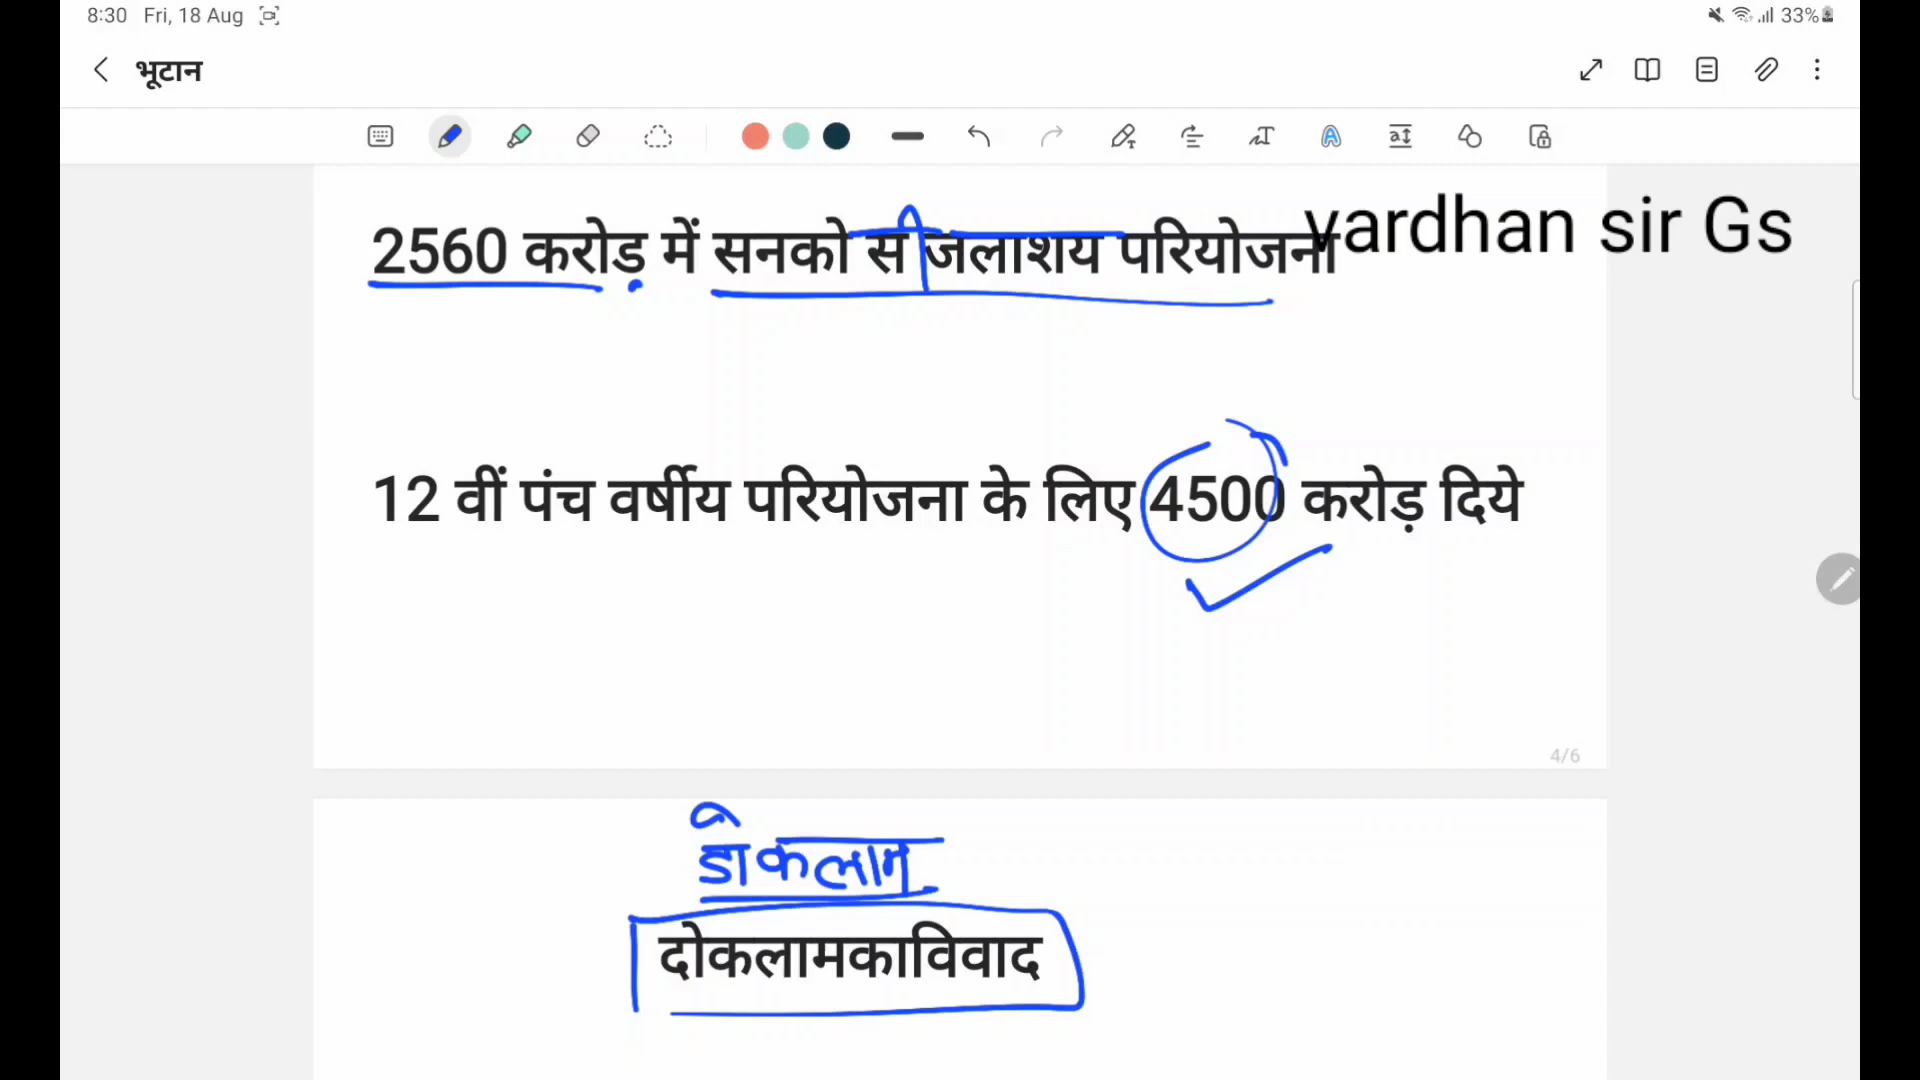 8:30 Fri, 18 Aug 33%
भूटान
2560 करोड़ में सनको स जलाशय परियोजना
vardhan sir Gs
12 वीं पंच वर्षीय परियोजना के लिए 4500 करोड़ दिये
4/6
डोकलाम
दोकलामकाविवाद